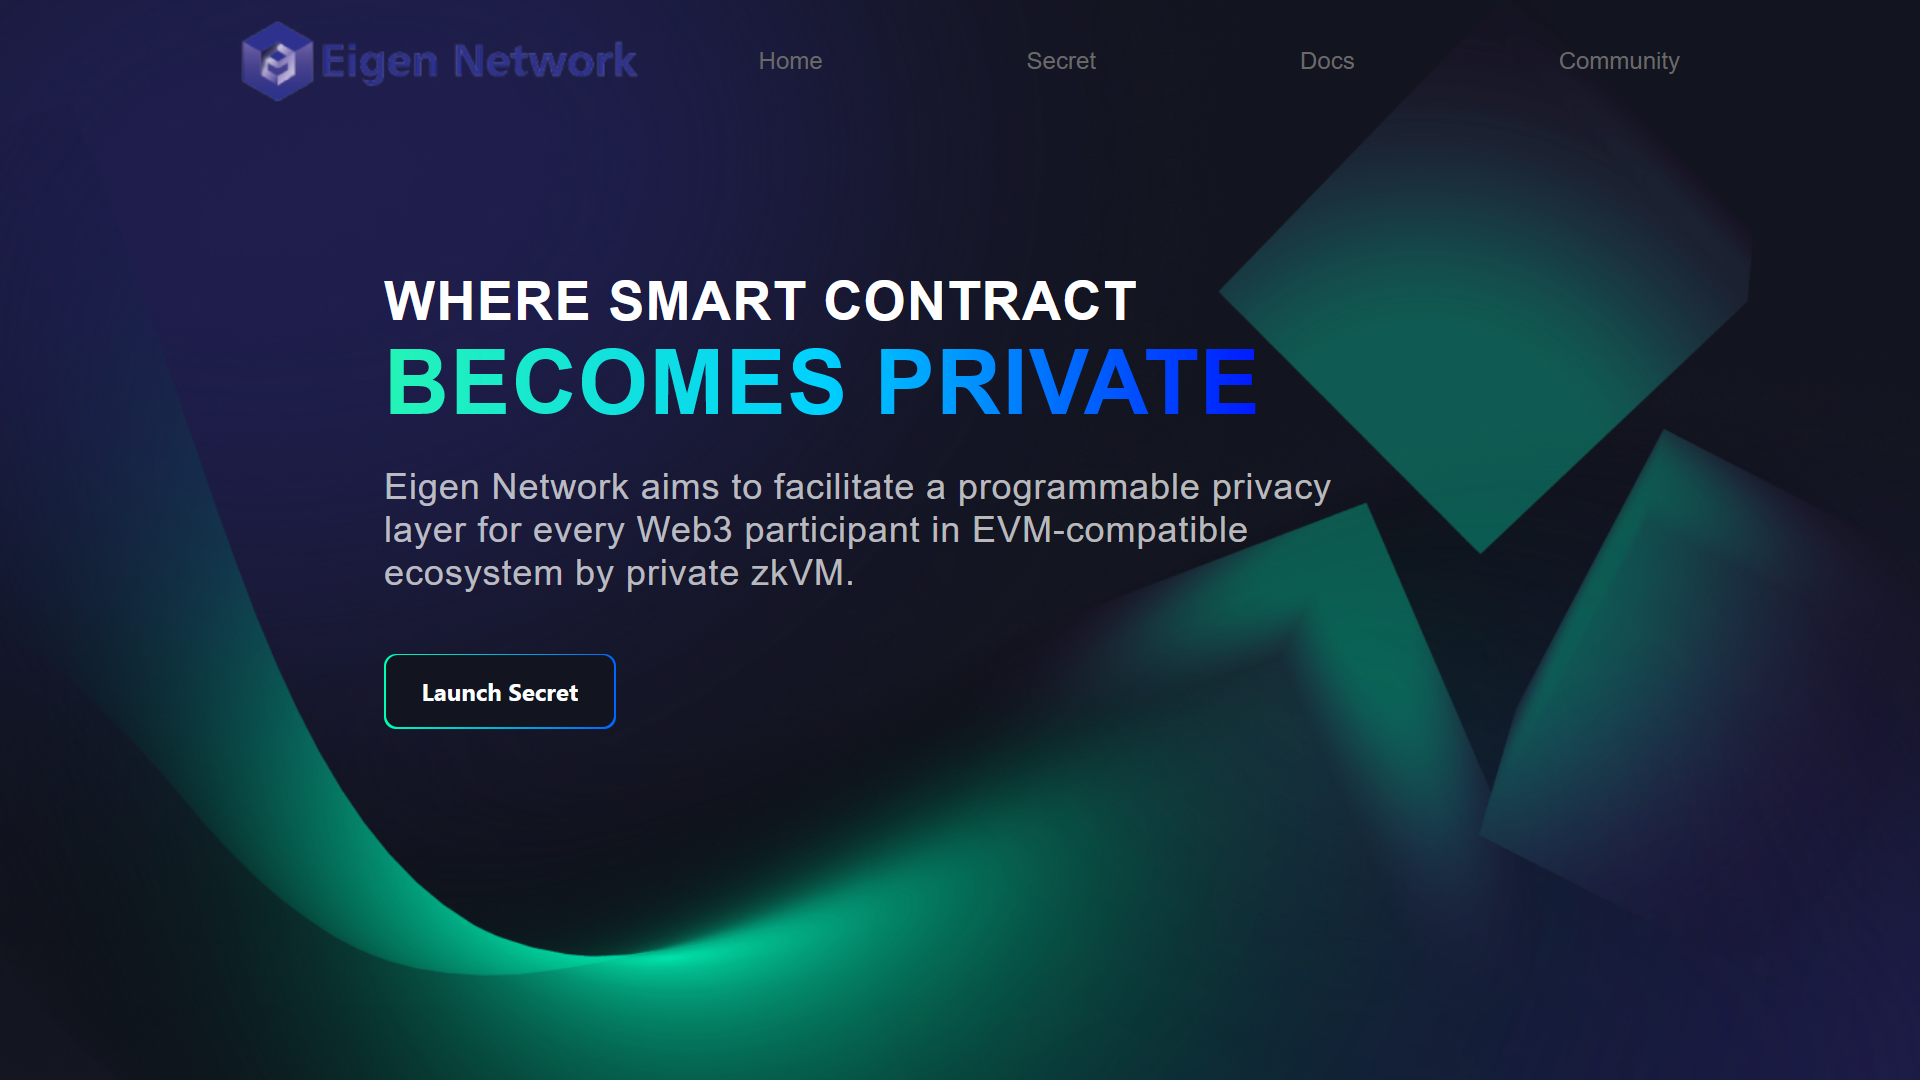 Eigen Network
Home
Secret
Docs
Community
WHERE SMART CONTRACT
BECOMES PRIVATE
Eigen Network aims to facilitate a programmable privacy
layer for every Web3 participant in EVM-compatible
ecosystem by private zkVM.
Launch Secret